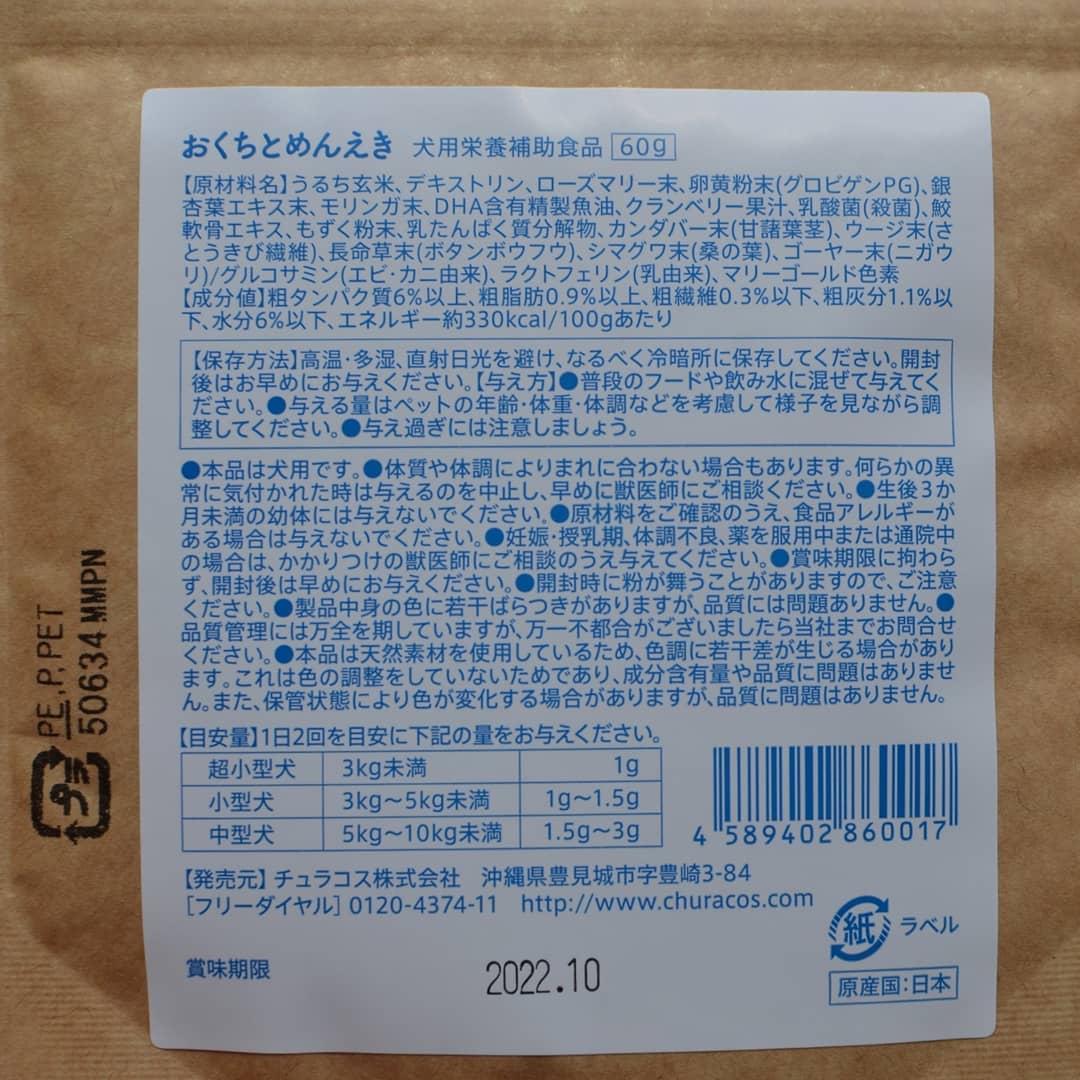 おくちとめんえき 犬用栄養補助食品 60g
【原材料名】うるち玄米、デキストリン、ローズマリー末、卵黄粉末(グロビゲンPG)、銀
杏葉エキス末、モリンガ末、DHA含有精製魚油、クランベリー果汁、乳酸菌(殺菌)、鮫
軟骨エキス、もずく粉末、乳たんぱく質分解物、カンダバー末(甘藷葉茎)、ウージ末(さ
とうきび繊維)、長命草末(ボタンボウフウ)、シマグワ末(桑の葉)、ゴーヤー末(ニガウ
リ)/グルコサミン(エビ・カニ由来)、ラクトフェリン(乳由来)、マリーゴールド色素
【成分値】粗タンパク質6%以上、粗脂肪0.9%以上、粗繊維0.3%以下、粗灰分1.1%以
下、水分6%以下、エネルギー約330kcal/100gあたり
【保存方法】高温・多湿、直射日光を避け、なるべく冷暗所に保存してください。開封
後はお早めにお与えください。【与え方】●普段のフードや飲み水に混ぜて与えてく
ださい。●与える量はペットの年齢・体重・体調などを考慮して様子を見ながら調
整してください。●与え過ぎには注意しましょう。
●本品は犬用です。●体質や体調によりまれに合わない場合もあります。何らかの異
常に気付かれた時は与えるのを中止し、早めに獣医師にご相談ください。●生後3か
月未満の幼体には与えないでください。●原材料をご確認のうえ、食品アレルギーが
ある場合は与えないでください。●妊娠・授乳期、体調不良、薬を服用中または通院中
の場合は、かかりつけの獣医師にご相談のうえ与えてください。●賞味期限に拘わら
ず、開封後は早めにお与えください。●開封時に粉が舞うことがありますので、ご注意
ください。●製品中身の色に若干ばらつきがありますが、品質には問題ありません。●
品質管理には万全を期していますが、万一不都合がございましたら当社までお問合せ
ください。●本品は天然素材を使用しているため、色調に若干差が生じる場合があり
ます。これは色の調整をしていないためであり、成分含有量や品質に問題はありませ
ん。また、保管状態により色が変化する場合がありますが、品質に問題はありません。
【目安量】1日2回を目安に下記の量をお与えください。
超小型犬 3kg未満 1g
小型犬 3kg〜5kg未満 1g〜1.5g
中型犬 5kg〜10kg未満 1.5g〜3g
4 589402 860017
【発売元】チュラコス株式会社 沖縄県豊見城市字豊崎3-84
[フリーダイヤル] 0120-4374-11 http://www.churacos.com
紙 ラベル
賞味期限 2022.10
原産国:日本
プラ
PE,P,PET
50634 MMPN